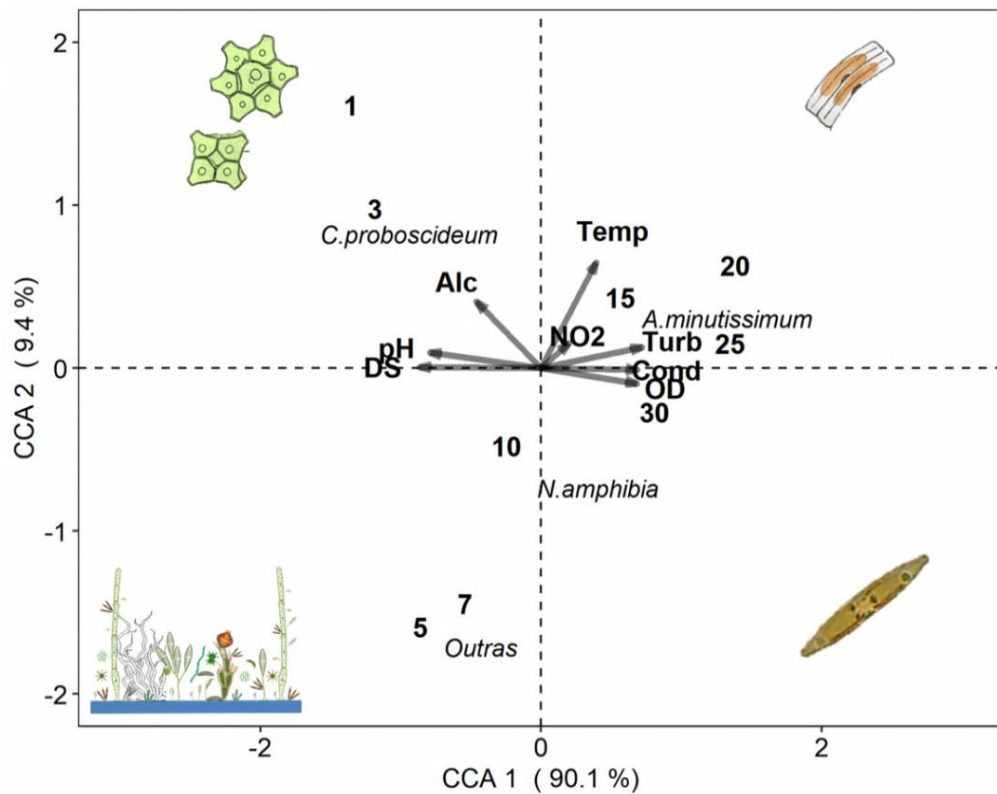 2
1
3
C.proboscideum
1
Temp
20
Alc
15
A.minutissimum
NO2
Turb
25
pH
0
DS
Cond
OD
30
10
N.amphibia
-1
7
5
Outras
-2
-2
0
2
CCA 1 ( 90.1 %)
CCA 2 ( 9.4 %)